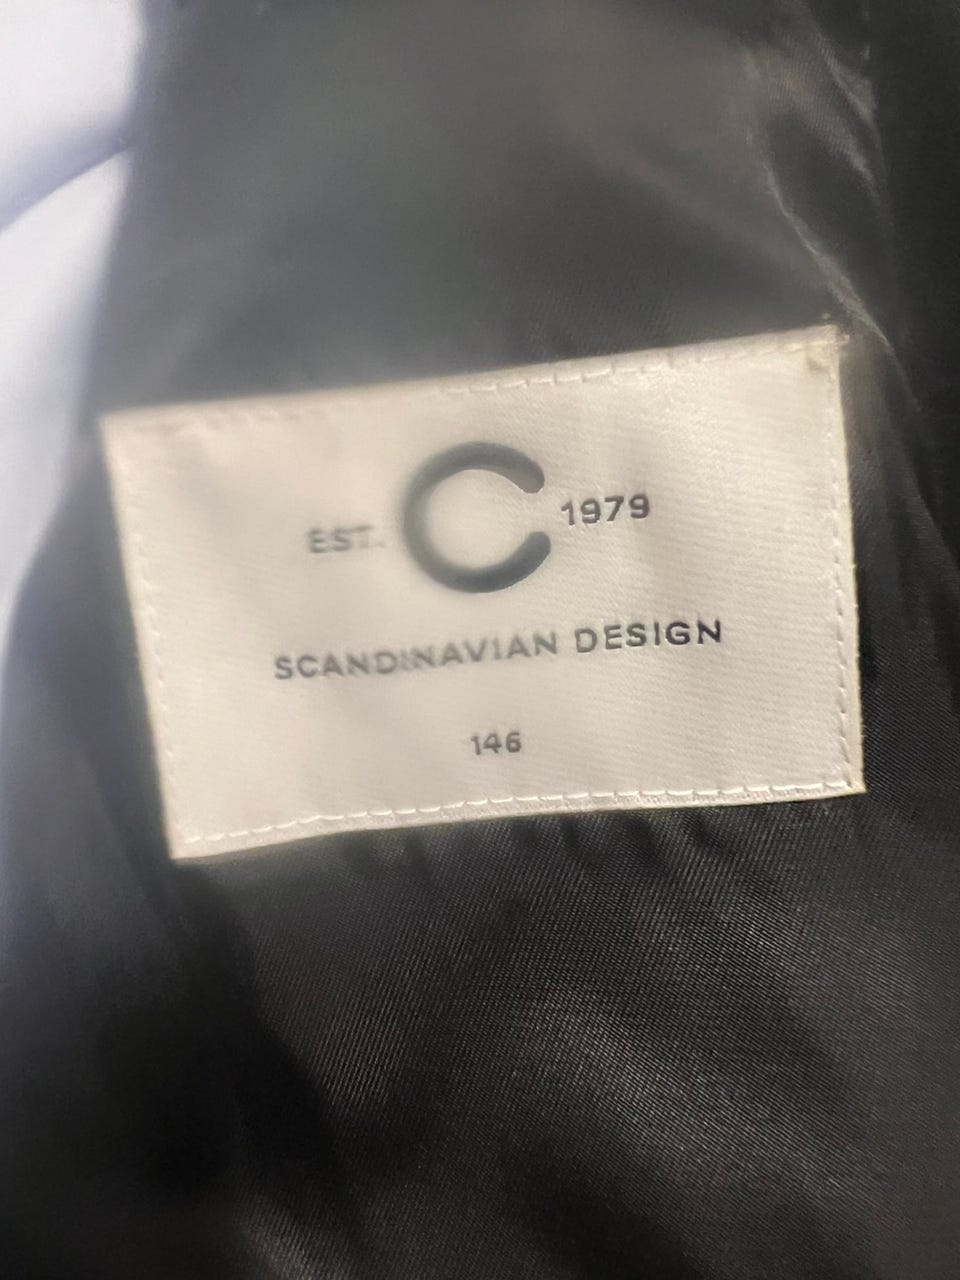 EST. C 1979
SCANDINAVIAN DESIGN
146